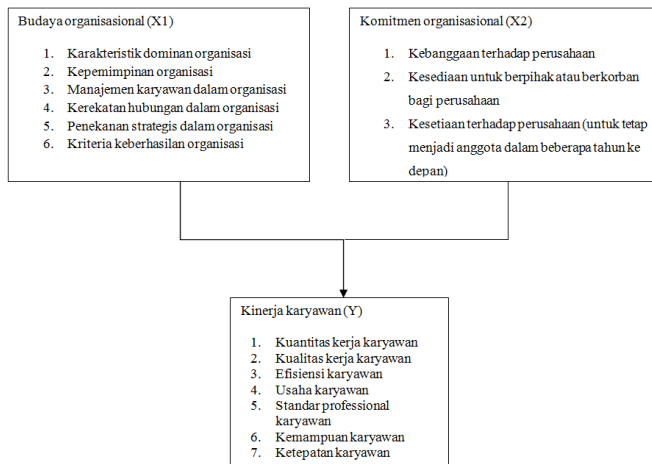 Budaya organisasional (X1)
1. Karakteristik dominan organisasi
2. Kepemimpinan organisasi
3. Manajemen karyawan dalam organisasi
4. Kerekatan hubungan dalam organisasi
5. Penekanan strategis dalam organisasi
6. Kriteria keberhasilan organisasi
Komitmen organisasional (X2)
1. Kebanggaan terhadap perusahaan
2. Kesediaan untuk berpihak atau berkorban
bagi perusahaan
3. Kesetiaan terhadap perusahaan (untuk tetap
menjadi anggota dalam beberapa tahun ke
depan)
Kinerja karyawan (Y)
1. Kuantitas kerja karyawan
2. Kualitas kerja karyawan
3. Efisiensi karyawan
4. Usaha karyawan
5. Standar professional
karyawan
6. Kemampuan karyawan
7. Ketepatan karyawan